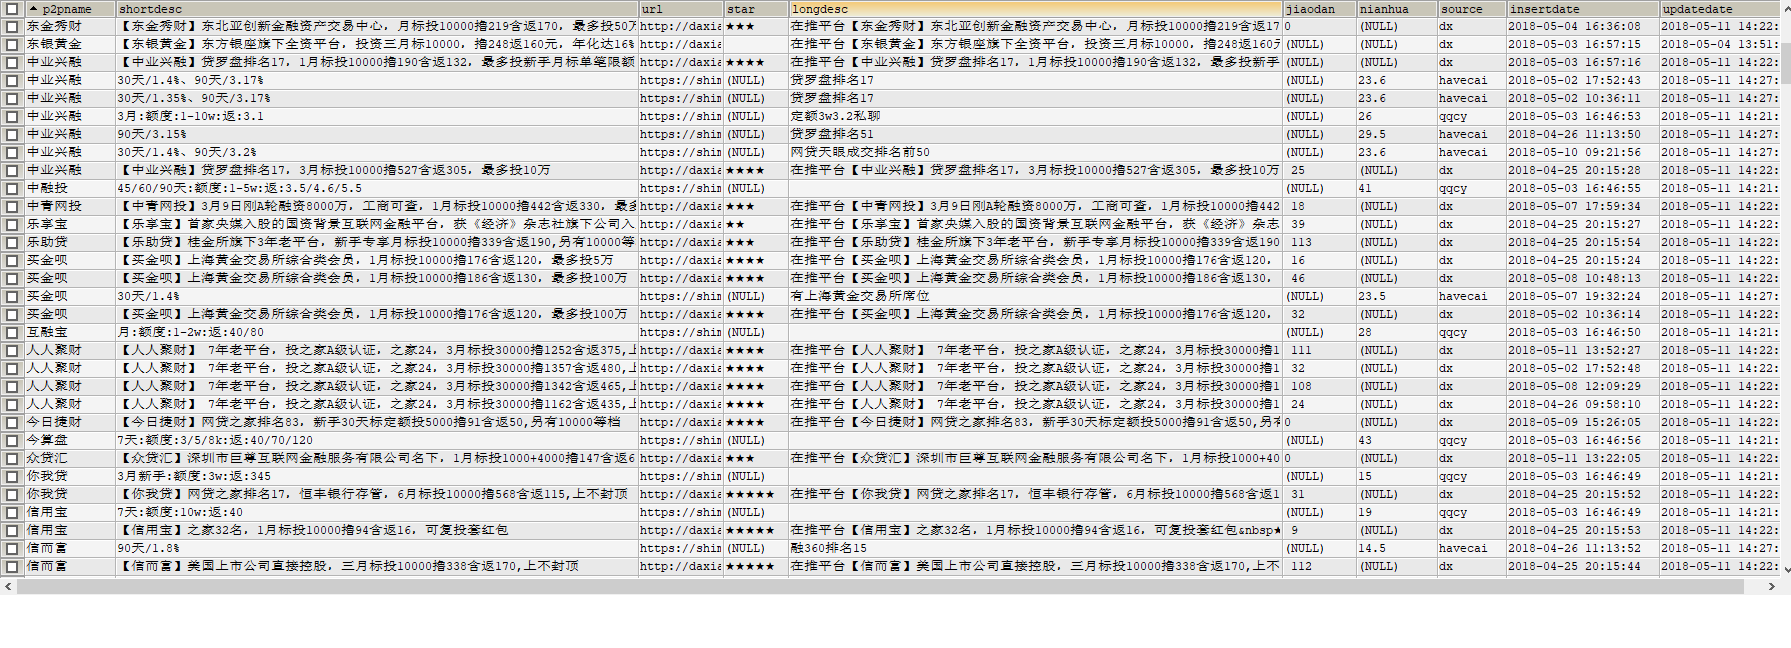 p2pname shortdesc url star longdesc jiaodan nianhua source insertdate updatedate
东金秀财 【东金秀财】东北亚创新金融资产交易中心，月标投10000撸219含返170，最多投50万 http://daxia ★★★ 在推平台【东金秀财】东北亚创新金融资产交易中心，月标投10000撸219含返17 0 (NULL) dx 2018-05-04 16:36:08 2018-05-11 14:22:
东银黄金 【东银黄金】东方银座旗下全资平台，投资三月标10000，撸248返160元，年化达16% http://daxia 在推平台【东银黄金】东方银座旗下全资平台，投资三月标10000，撸248返160元 (NULL) (NULL) dx 2018-05-03 16:57:15 2018-05-04 13:51:
中业兴融 【中业兴融】贷罗盘排名17，1月标投10000撸190含返132，最多投新手月标单笔限额 http://daxia ★★★★ 在推平台【中业兴融】贷罗盘排名17，1月标投10000撸190含返132，最多投新手 (NULL) (NULL) dx 2018-05-03 16:57:16 2018-05-11 14:22:
中业兴融 30天/1.4%、90天/3.17% https://shim (NULL) 贷罗盘排名17 (NULL) 23.6 havecai 2018-05-02 17:52:43 2018-05-11 14:27:
中业兴融 30天/1.35%、90天/3.17% https://shim (NULL) 贷罗盘排名17 (NULL) 23.6 havecai 2018-05-02 10:36:11 2018-05-11 14:27:
中业兴融 3月:额度:1-10w:返:3.1 https://shim (NULL) 定额3w3.2私聊 (NULL) 26 qqcy 2018-05-03 16:46:53 2018-05-11 14:21:
中业兴融 90天/3.15% https://shim (NULL) 贷罗盘排名51 (NULL) 29.5 havecai 2018-04-26 11:13:50 2018-05-11 14:27:
中业兴融 30天/1.4%、90天/3.2% https://shim (NULL) 网贷天眼成交排名前50 (NULL) 23.6 havecai 2018-05-10 09:21:56 2018-05-11 14:27:
中业兴融 【中业兴融】贷罗盘排名17，3月标投10000撸527含返305，最多投10万 http://daxia ★★★★ 在推平台【中业兴融】贷罗盘排名17，3月标投10000撸527含返305，最多投10万 25 (NULL) dx 2018-04-25 20:15:28 2018-05-11 14:22:
中融投 45/60/90天:额度:1-5w:返:3.5/4.6/5.5 https://shim (NULL) (NULL) 41 qqcy 2018-05-03 16:46:55 2018-05-11 14:21:
中青网投 【中青网投】3月9日刚A轮融资8000万，工商可查，1月标投10000撸442含返330，最多 http://daxia ★★★ 在推平台【中青网投】3月9日刚A轮融资8000万，工商可查，1月标投10000撸442 18 (NULL) dx 2018-05-07 17:59:34 2018-05-11 14:22:
乐享宝 【乐享宝】首家央媒入股的国资背景互联网金融平台，获《经济》杂志社旗下公司入 http://daxia ★★ 在推平台【乐享宝】首家央媒入股的国资背景互联网金融平台，获《经济》杂志 39 (NULL) dx 2018-04-25 20:15:27 2018-05-11 14:22:
乐助贷 【乐助贷】桂金所旗下3年老平台，新手专享月标投10000撸339含返190,另有10000等 http://daxia ★★★ 在推平台【乐助贷】桂金所旗下3年老平台，新手专享月标投10000撸339含返190 113 (NULL) dx 2018-04-25 20:15:54 2018-05-11 14:22:
买金呗 【买金呗】上海黄金交易所综合类会员，1月标投10000撸176含返120，最多投5万 http://daxia ★★★★ 在推平台【买金呗】上海黄金交易所综合类会员，1月标投10000撸176含返120， 16 (NULL) dx 2018-04-25 20:15:24 2018-05-11 14:22:
买金呗 【买金呗】上海黄金交易所综合类会员，1月标投10000撸186含返130，最多投100万 http://daxia ★★★★ 在推平台【买金呗】上海黄金交易所综合类会员，1月标投10000撸186含返130， 46 (NULL) dx 2018-05-08 10:48:13 2018-05-11 14:22:
买金呗 30天/1.4% https://shim (NULL) 有上海黄金交易所席位 (NULL) 23.5 havecai 2018-05-07 19:32:24 2018-05-11 14:27:
买金呗 【买金呗】上海黄金交易所综合类会员，1月标投10000撸176含返120，最多投100万 http://daxia ★★★★ 在推平台【买金呗】上海黄金交易所综合类会员，1月标投10000撸176含返120， 32 (NULL) dx 2018-05-02 10:36:14 2018-05-11 14:22:
互融宝 月:额度:1-2w:返:40/80 https://shim (NULL) (NULL) 28 qqcy 2018-05-03 16:46:50 2018-05-11 14:21:
人人聚财 【人人聚财】 7年老平台，投之家A级认证，之家24，3月标投30000撸1252含返375,上 http://daxia ★★★★ 在推平台【人人聚财】 7年老平台，投之家A级认证，之家24，3月标投30000撸1 111 (NULL) dx 2018-05-11 13:52:27 2018-05-11 14:22:
人人聚财 【人人聚财】 7年老平台，投之家A级认证，之家24，3月标投30000撸1357含返480,上 http://daxia ★★★★ 在推平台【人人聚财】 7年老平台，投之家A级认证，之家24，3月标投30000撸1 32 (NULL) dx 2018-05-02 17:52:48 2018-05-11 14:22:
人人聚财 【人人聚财】 7年老平台，投之家A级认证，之家24，3月标投30000撸1342含返465,上 http://daxia ★★★★ 在推平台【人人聚财】 7年老平台，投之家A级认证，之家24，3月标投30000撸1 108 (NULL) dx 2018-05-08 12:09:29 2018-05-11 14:22:
人人聚财 【人人聚财】 7年老平台，投之家A级认证，之家24，3月标投30000撸1162含返435,上 http://daxia ★★★★ 在推平台【人人聚财】 7年老平台，投之家A级认证，之家24，3月标投30000撸1 24 (NULL) dx 2018-04-26 09:58:10 2018-05-11 14:22:
今日捷财 【今日捷财】网贷之家排名83，新手30天标定额投5000撸91含返50,另有10000等档 http://daxia ★★★★ 在推平台【今日捷财】网贷之家排名83，新手30天标定额投5000撸91含返50,另有 0 (NULL) dx 2018-05-09 15:26:05 2018-05-11 14:22:
今算盘 7天:额度:3/5/8k:返:40/70/120 https://shim (NULL) (NULL) 43 qqcy 2018-05-03 16:46:56 2018-05-11 14:21:
众贷汇 【众贷汇】深圳市巨尊互联网金融服务有限公司名下，1月标投1000+4000撸147含返6 http://daxia ★★★ 在推平台【众贷汇】深圳市巨尊互联网金融服务有限公司名下，1月标投1000+40 0 (NULL) dx 2018-05-11 13:22:05 2018-05-11 14:22:
你我贷 3月新手:额度:3w:返:345 https://shim (NULL) (NULL) 15 qqcy 2018-05-03 16:46:49 2018-05-11 14:21:
你我贷 【你我贷】网贷之家排名17，恒丰银行存管，6月标投10000撸568含返115,上不封顶 http://daxia ★★★★★ 在推平台【你我贷】网贷之家排名17，恒丰银行存管，6月标投10000撸568含返1 31 (NULL) dx 2018-04-25 20:15:52 2018-05-11 14:22:
信用宝 7天:额度:10w:返:40 https://shim (NULL) (NULL) 19 qqcy 2018-05-03 16:46:49 2018-05-11 14:21:
信用宝 【信用宝】之家32名，1月标投10000撸94含返16，可复投套红包 http://daxia ★★★★★ 在推平台【信用宝】之家32名，1月标投10000撸94含返16，可复投套红包&nbsp★ 9 (NULL) dx 2018-04-25 20:15:53 2018-05-11 14:22:
信而富 90天/1.8% https://shim (NULL) 融360排名15 (NULL) 14.5 havecai 2018-04-26 11:13:52 2018-05-11 14:27:
信而富 【信而富】美国上市公司直接控股，三月标投10000撸338含返170,上不封顶 http://daxia ★★★★★ 在推平台【信而富】美国上市公司直接控股，三月标投10000撸338含返170,上不 112 (NULL) dx 2018-04-25 20:15:44 2018-05-11 14:22: